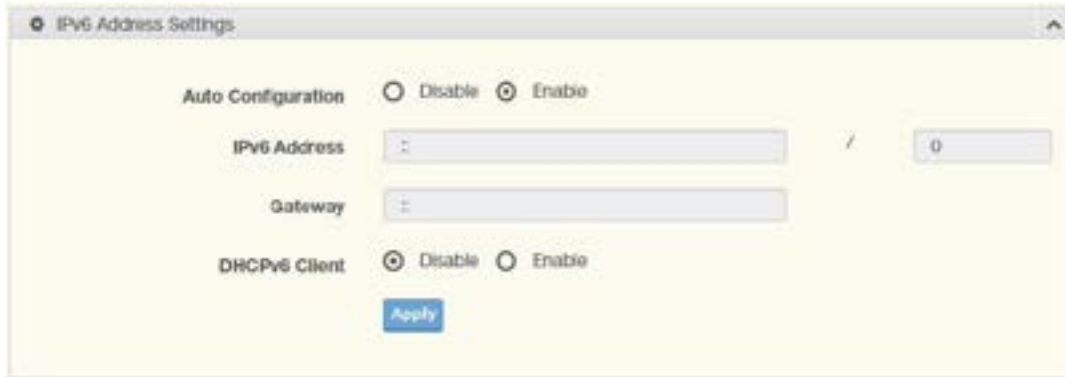 IPv6 Address Settings
Auto Configuration Disable Enable
IPv6 Address :: / 0
Gateway ::
DHCPv6 Client Disable Enable
Apply